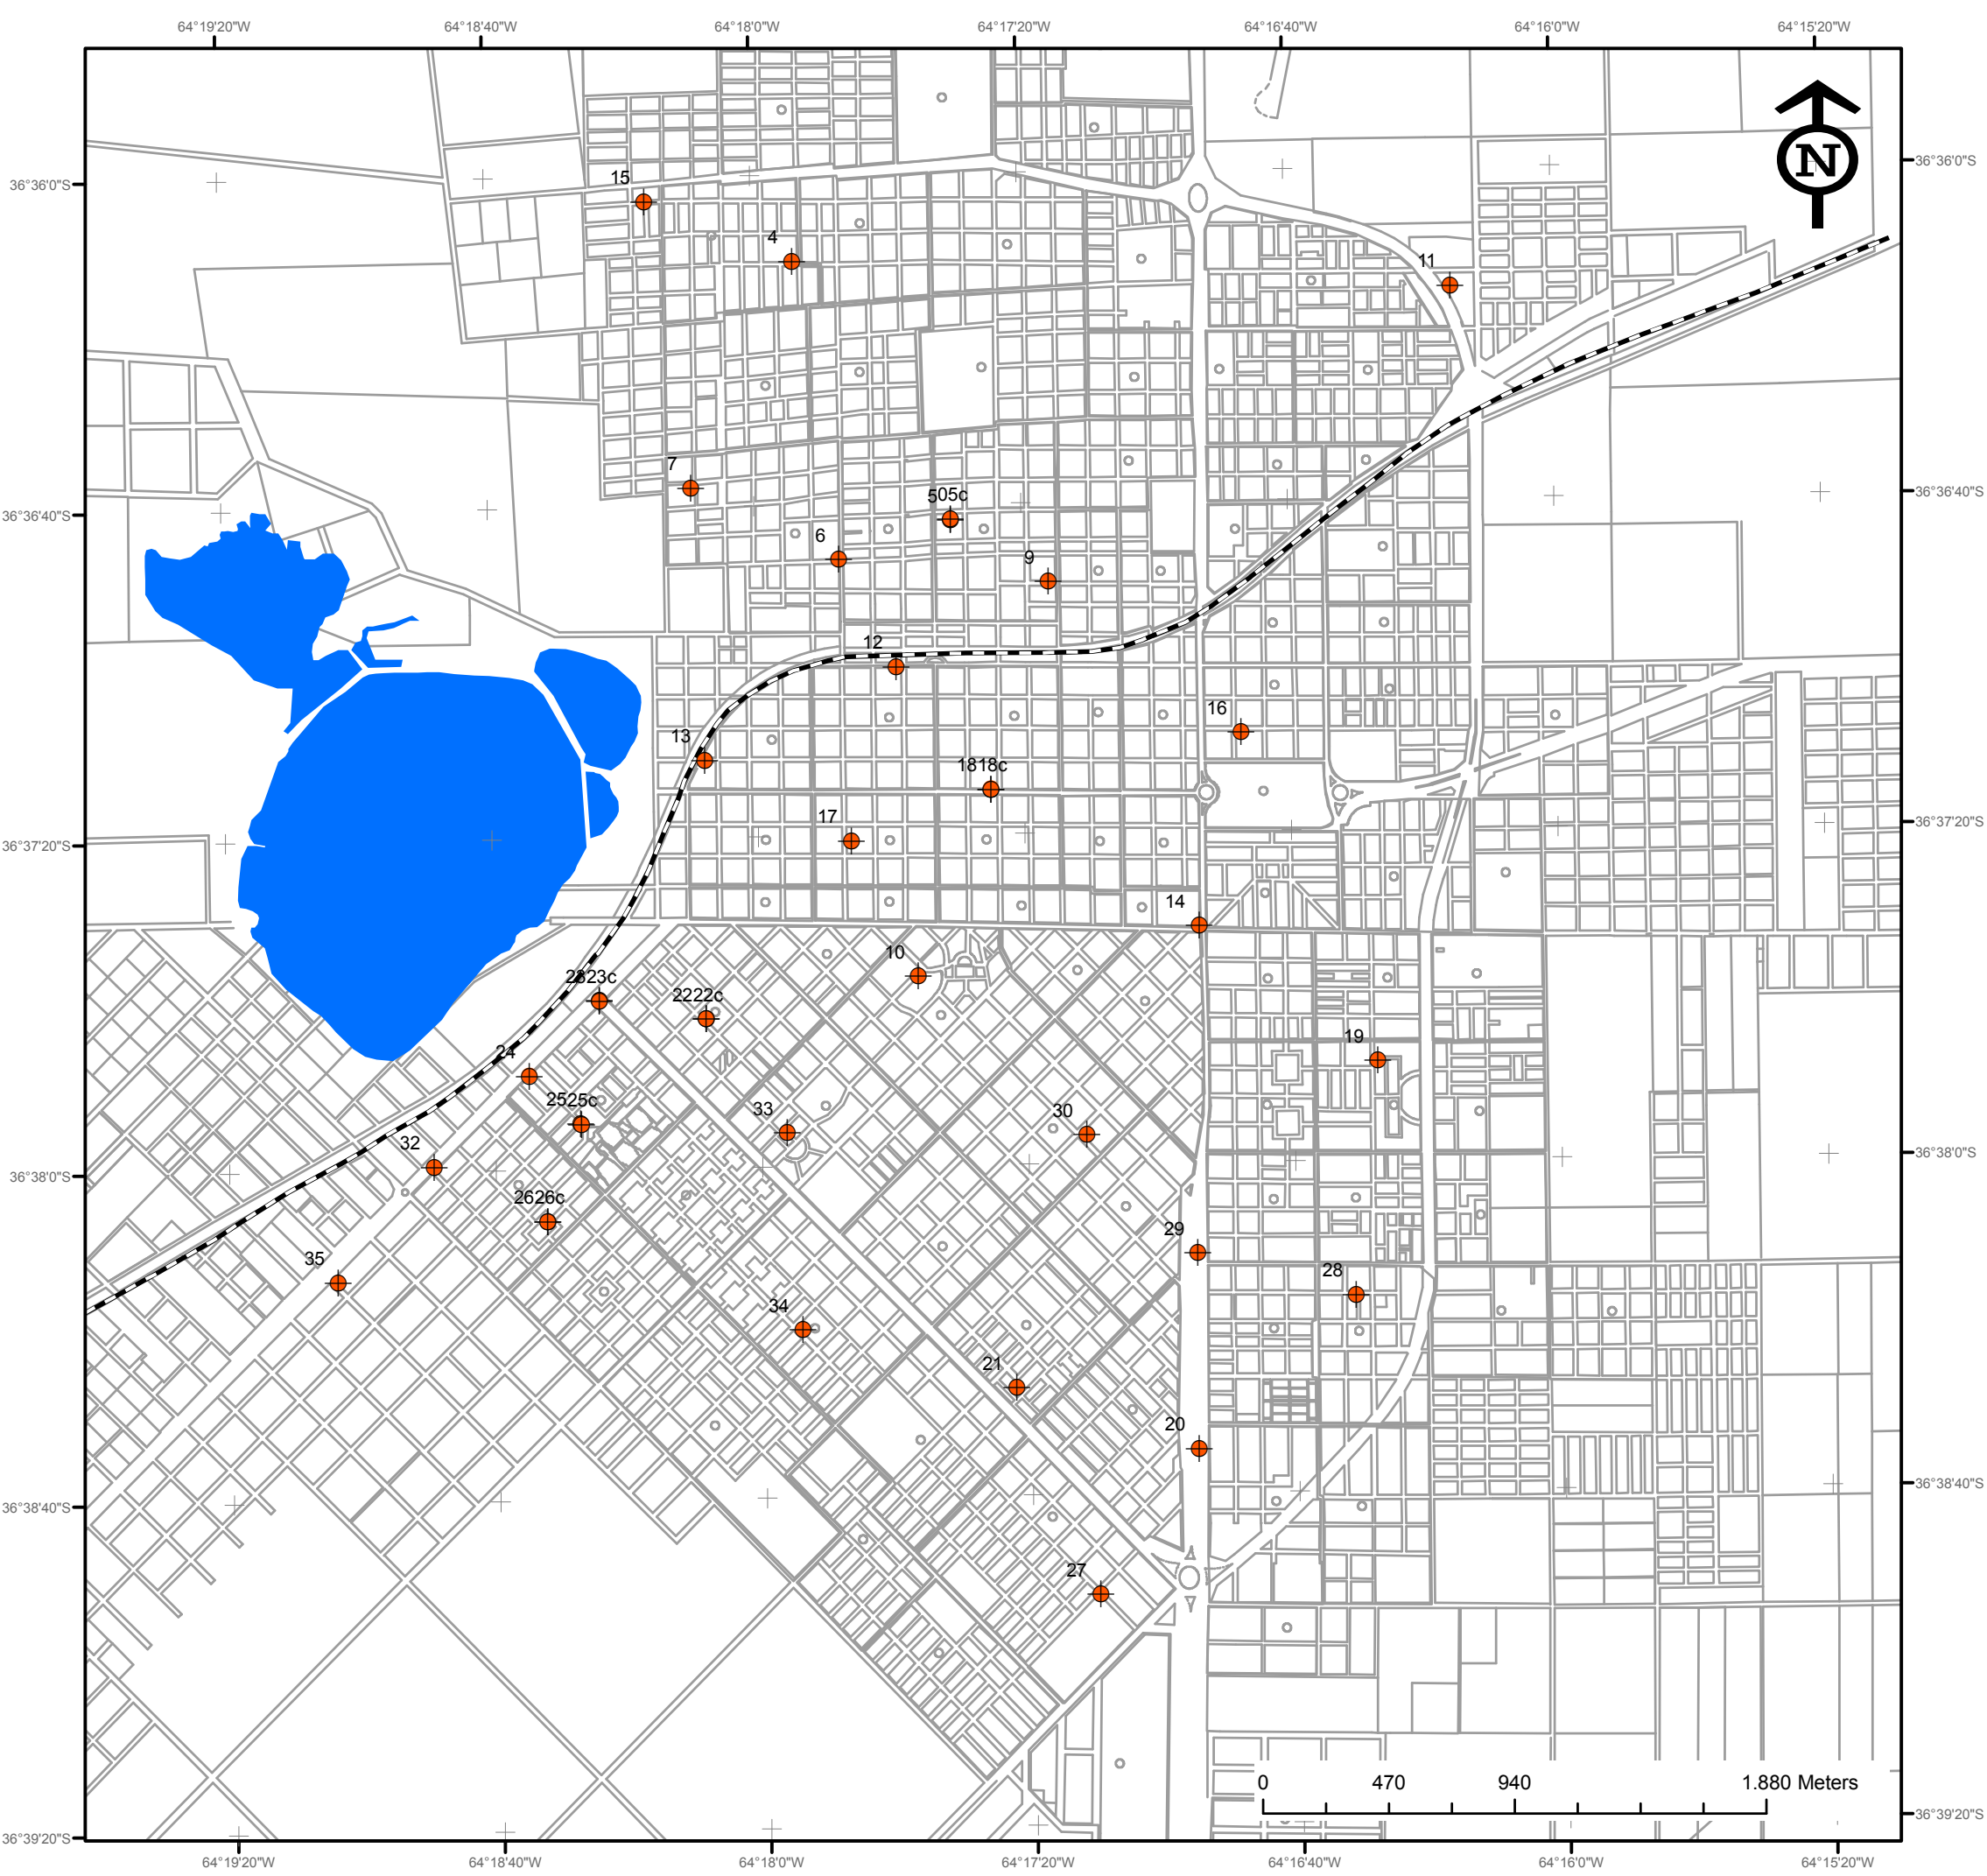 64°19'20"W 64°18'40"W 64°18'0"W 64°17'20"W 64°16'40"W 64°16'0"W 64°15'20"W
N
36°36'0"S 36°36'0"S
15
4
11
7
505c
36°36'40"S 36°36'40"S
6
9
12
16
13
1818c
17
36°37'20"S 36°37'20"S
14
10
2823c
2222c
19
24
2525c
33
30
32
36°38'0"S 36°38'0"S
2626c
29
35
28
34
21
20
36°38'40"S 36°38'40"S
27
0 470 940 1.880 Meters
36°39'20"S 36°39'20"S
64°19'20"W 64°18'40"W 64°18'0"W 64°17'20"W 64°16'40"W 64°16'0"W 64°15'20"W